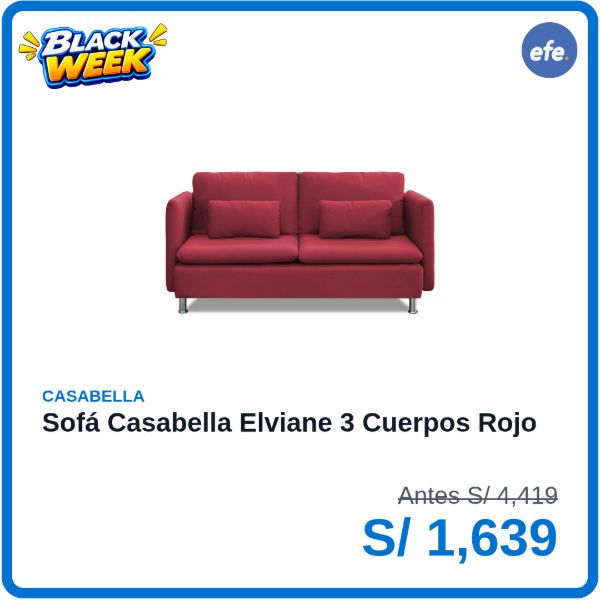 BLACK
WEEK
efe.
CASABELLA
Sofá Casabella Elviane 3 Cuerpos Rojo
Antes S/ 4,419
S/ 1,639